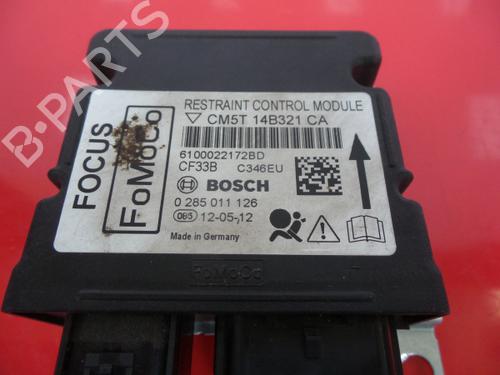 RESTRAINT CONTROL MODULE
CM5T 14B321 CA
6100022172BD
CF33B C346EU
BOSCH
0 285 011 126
085 12-05-12
Made in Germany
FOCUS
FoMoCo
FoMoCo
B-PARTS